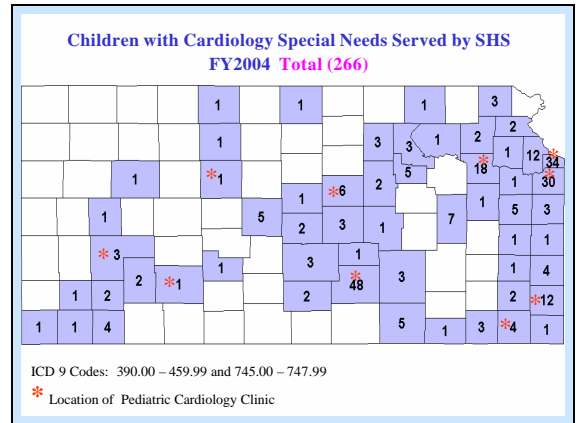 Children with Cardiology Special Needs Served by SHS
FY2004 Total (266)
1 1 1 3
1 3 3 1 2 2
1 12 *34
1 *1 *6 2 5 *18 1 *30
1
1 5 2 3 1 7 1 5 3
*3 1 3 1 3 1 1
2 *1 *48 1 4
1 2 2 2 *12
1 1 4 5 1 3 *4 1
ICD 9 Codes: 390.00 – 459.99 and 745.00 – 747.99
* Location of Pediatric Cardiology Clinic